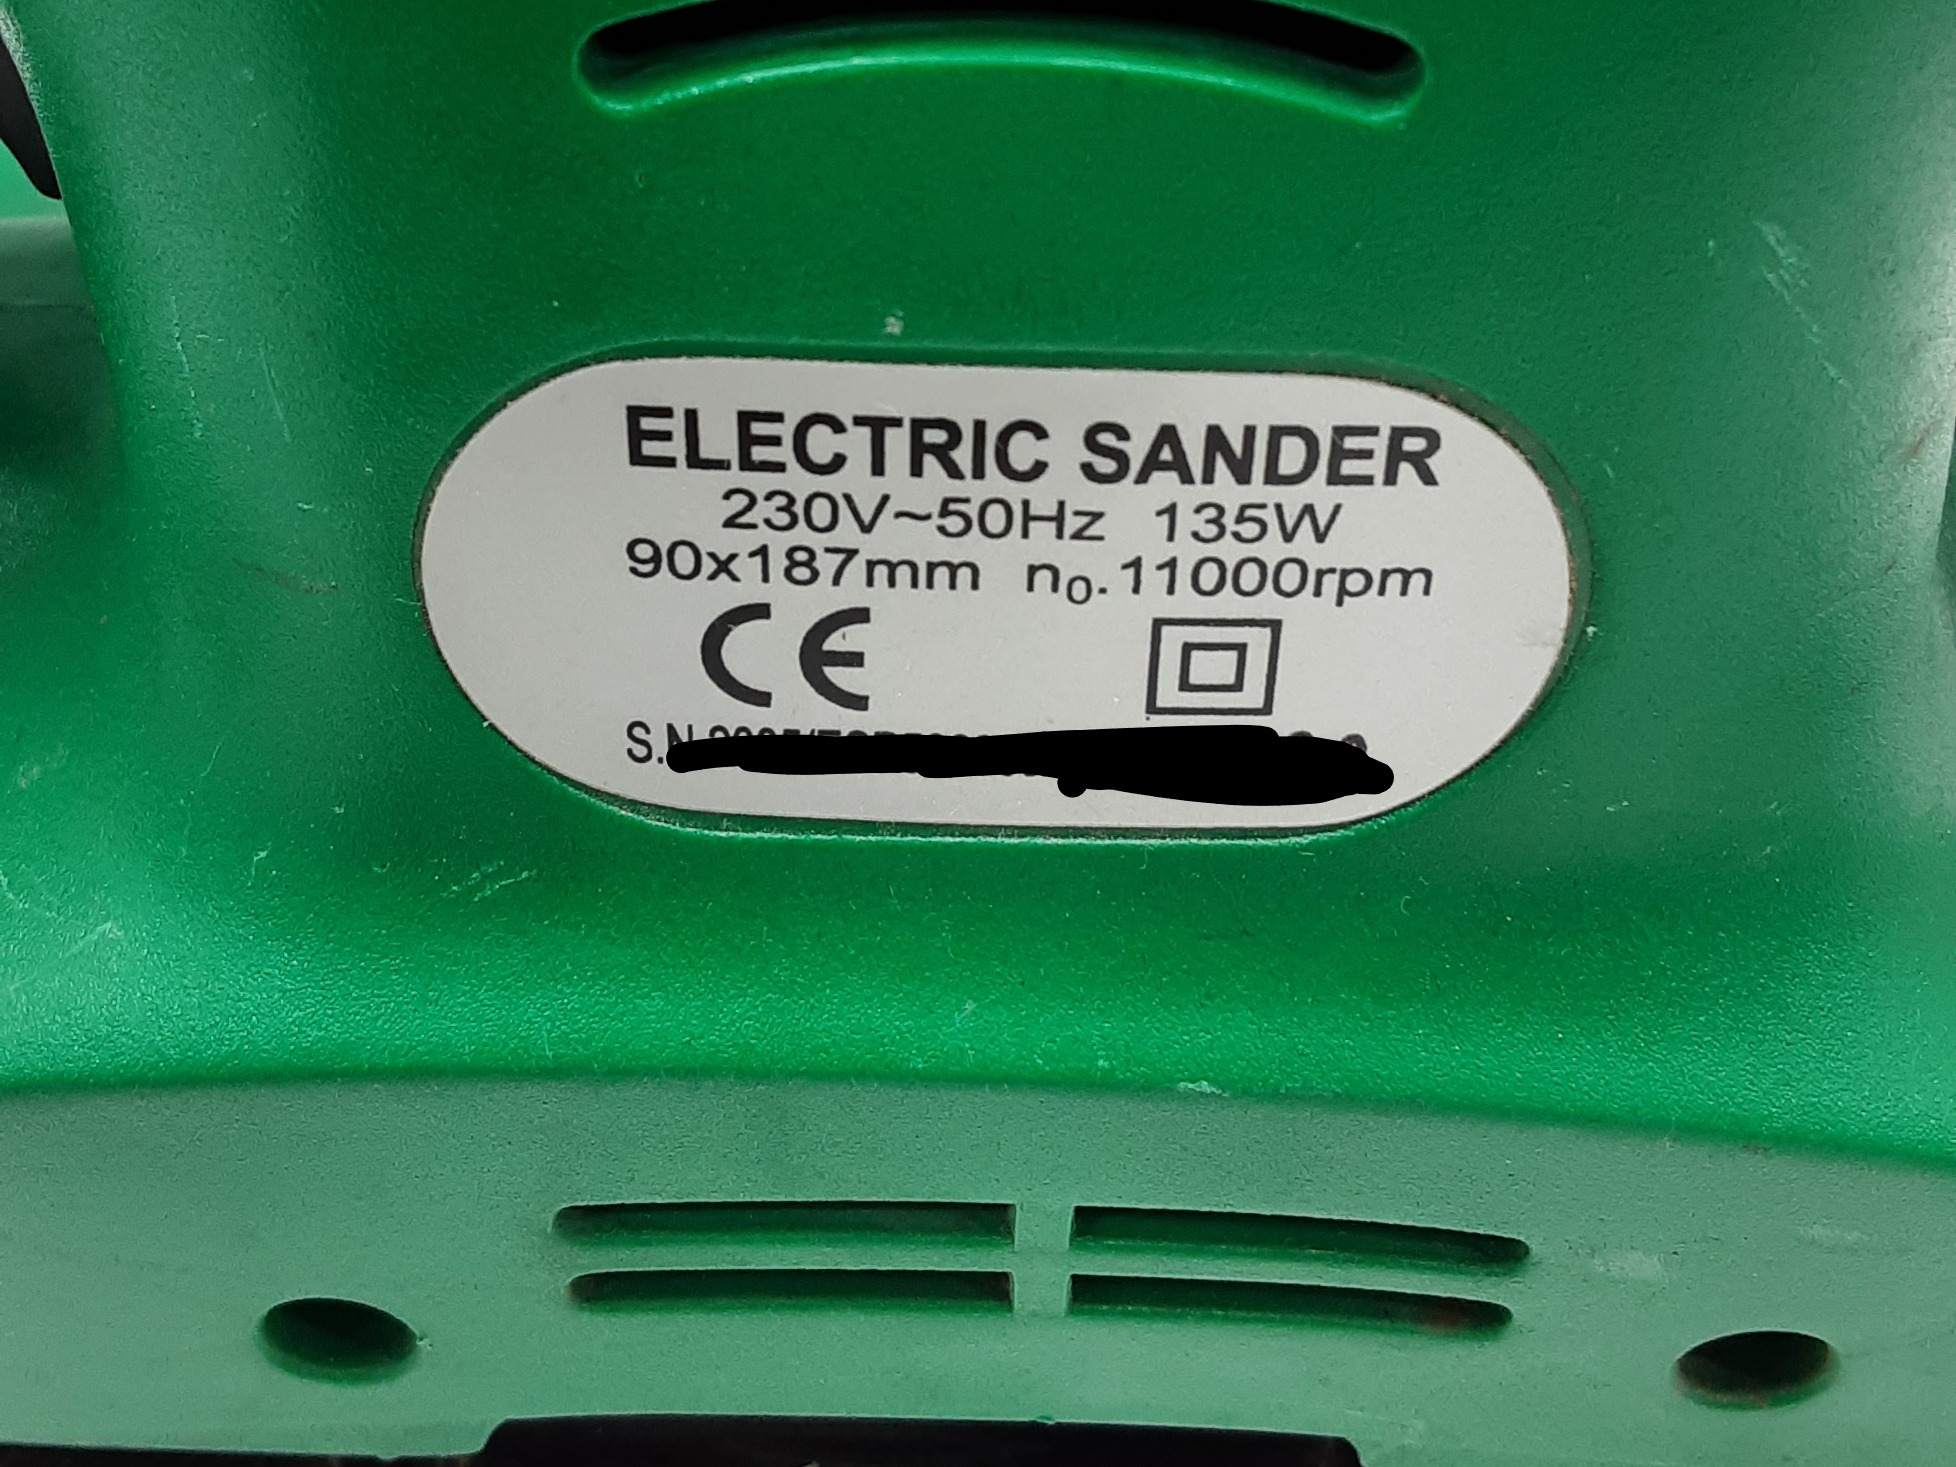 ELECTRIC SANDER
230V~50Hz 135W
90x187mm n₀.11000rpm
CE
S.N